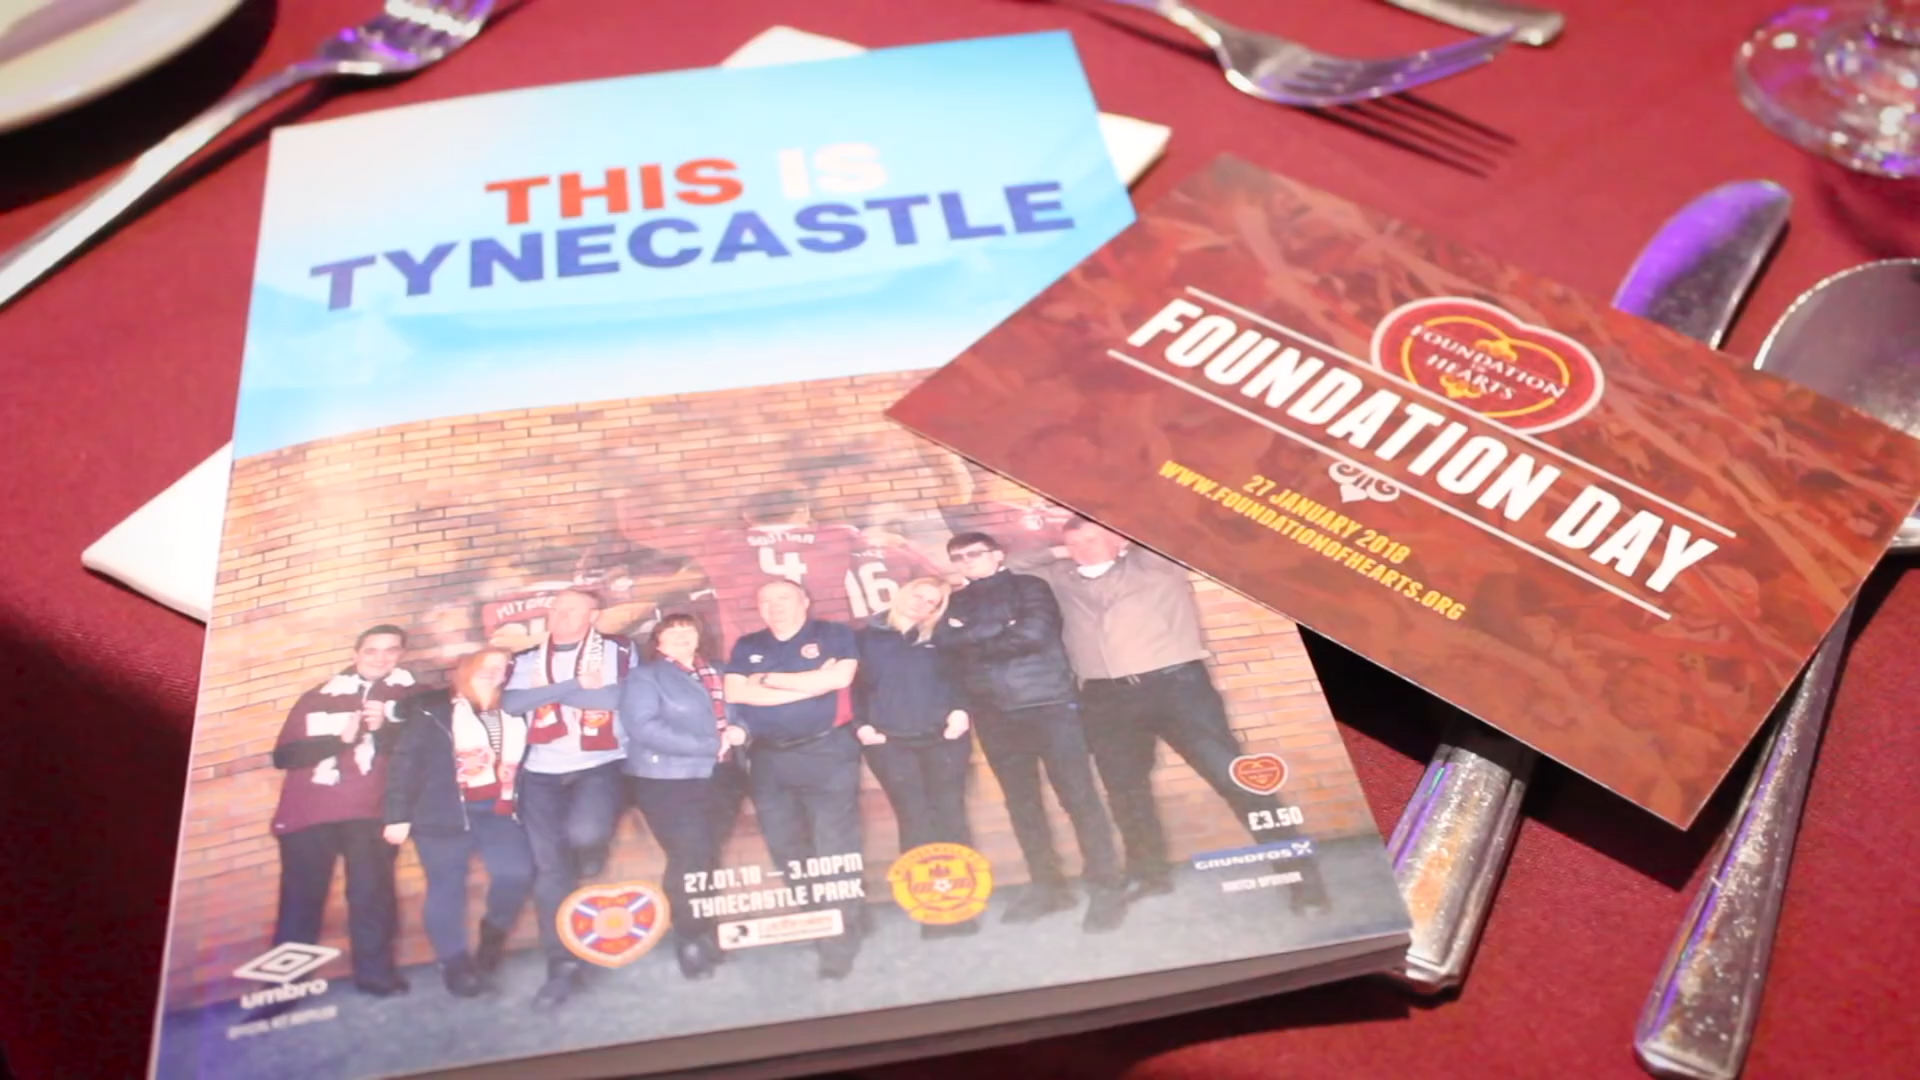 THIS IS
TYNECASTLE
4
16
£3.50
GRUNDFOS
MATCH SPONSOR
27.01.18 – 3.00PM
TYNECASTLE PARK
umbro
FOUNDATION
HEARTS
FOUNDATION DAY
27 JANUARY 2018
WWW.FOUNDATIONOFHEARTS.ORG